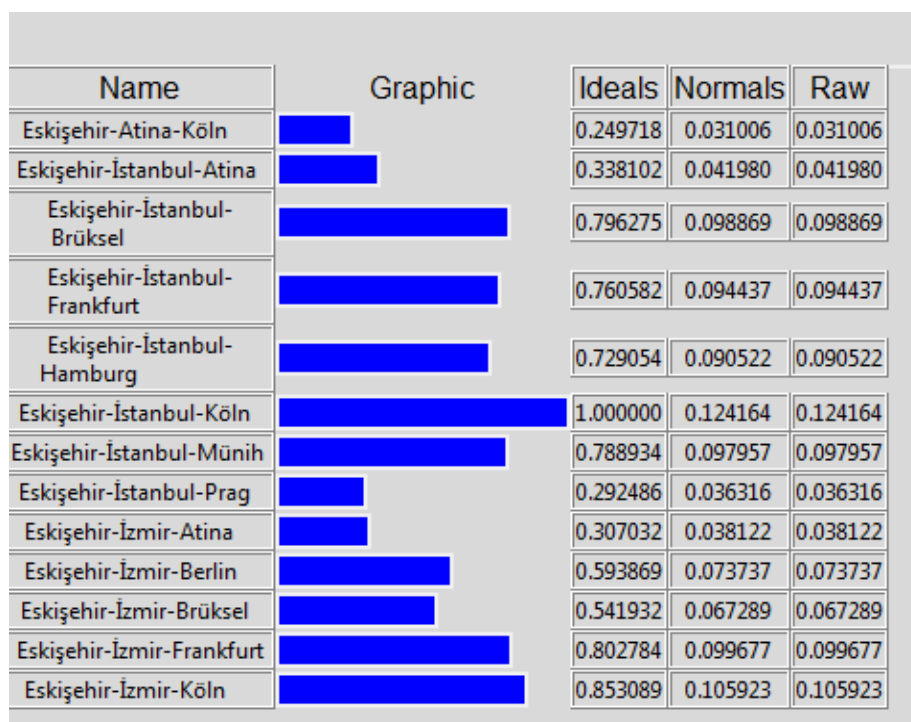 Name Graphic Ideals Normals Raw
Eskişehir-Atina-Köln 0.249718 0.031006 0.031006
Eskişehir-İstanbul-Atina 0.338102 0.041980 0.041980
Eskişehir-İstanbul-
Brüksel 0.796275 0.098869 0.098869
Eskişehir-İstanbul-
Frankfurt 0.760582 0.094437 0.094437
Eskişehir-İstanbul-
Hamburg 0.729054 0.090522 0.090522
Eskişehir-İstanbul-Köln 1.000000 0.124164 0.124164
Eskişehir-İstanbul-Münih 0.788934 0.097957 0.097957
Eskişehir-İstanbul-Prag 0.292486 0.036316 0.036316
Eskişehir-İzmir-Atina 0.307032 0.038122 0.038122
Eskişehir-İzmir-Berlin 0.593869 0.073737 0.073737
Eskişehir-İzmir-Brüksel 0.541932 0.067289 0.067289
Eskişehir-İzmir-Frankfurt 0.802784 0.099677 0.099677
Eskişehir-İzmir-Köln 0.853089 0.105923 0.105923